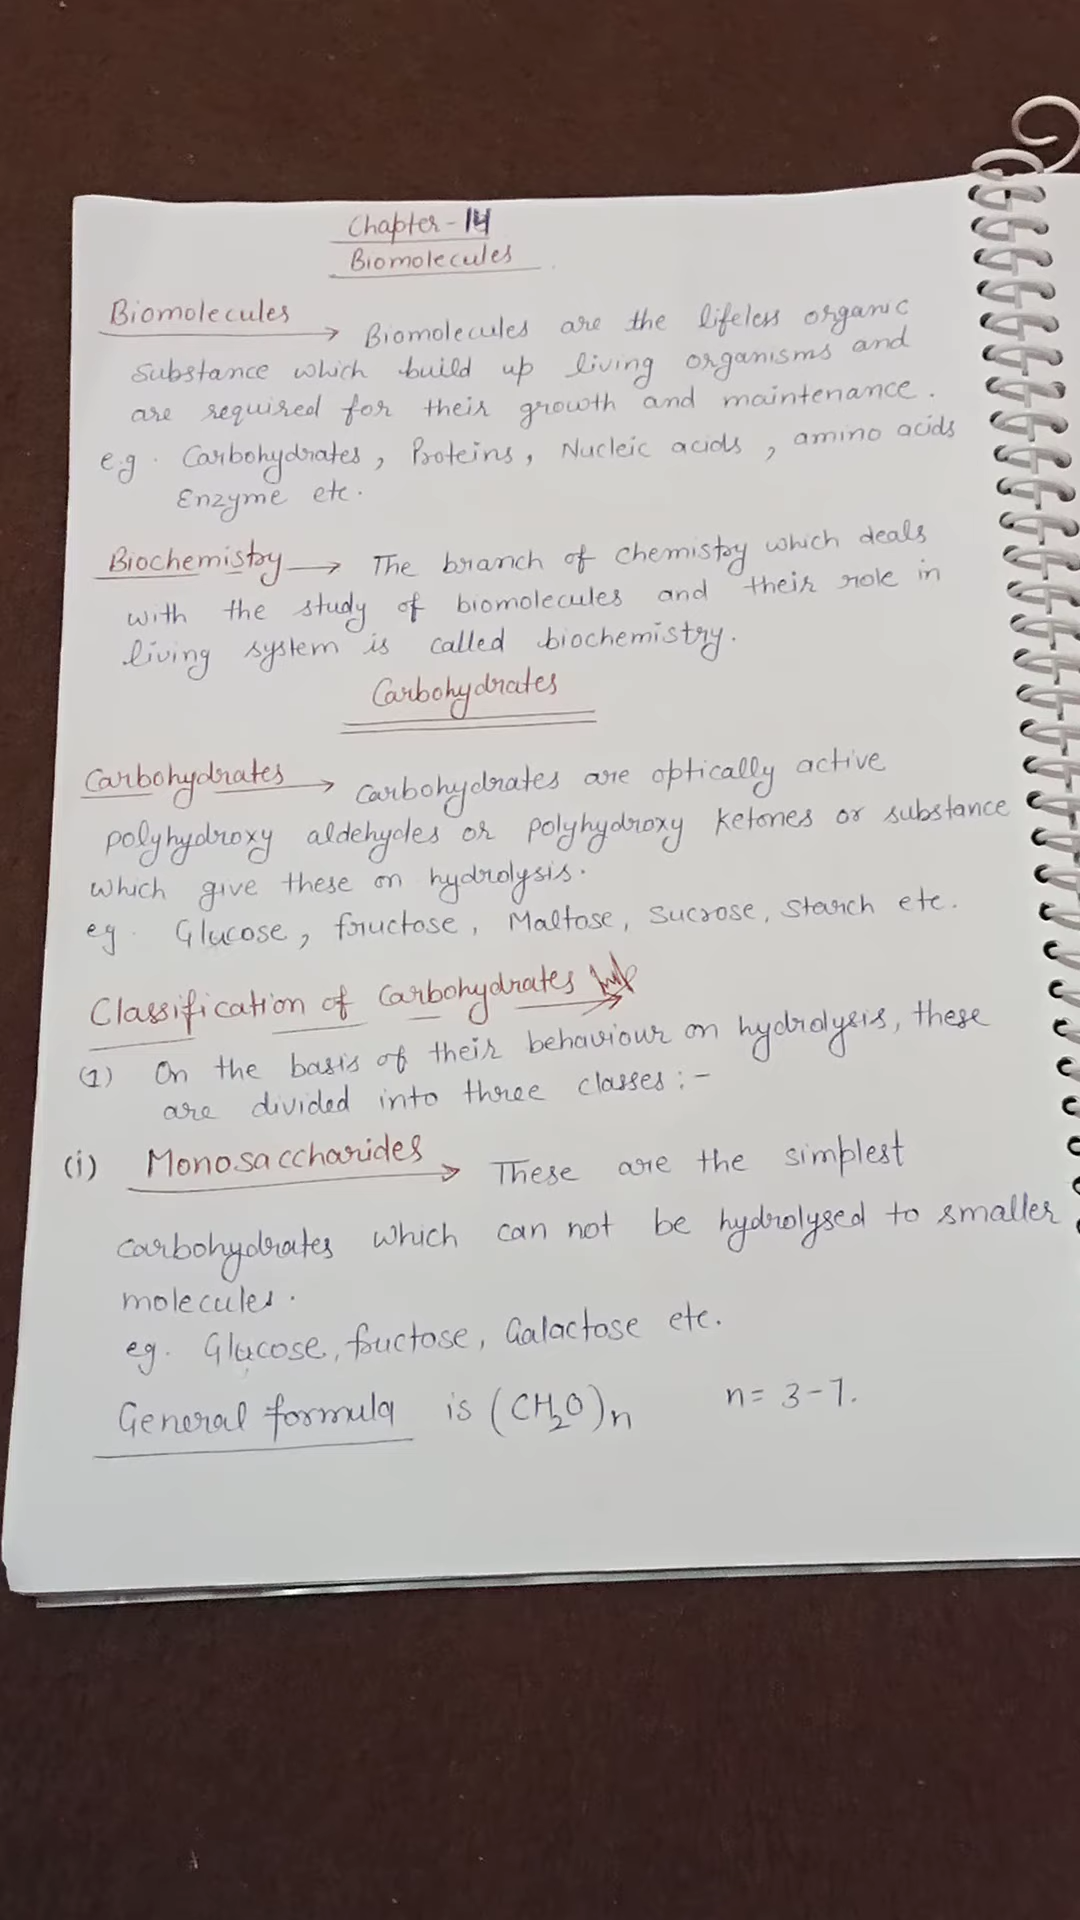 Chapter-14
Biomolecules
Biomolecules → Biomolecules are the lifeless organic
substance which build up living organisms and
are required for their growth and maintenance.
e.g. Carbohydrates, Proteins, Nucleic acids, amino acids
Enzyme etc.
Biochemistry → The branch of chemistry which deals
with the study of biomolecules and their role in
living system is called biochemistry.
Carbohydrates
Carbohydrates → Carbohydrates are optically active
polyhydroxy aldehydes or polyhydroxy ketones or substance
which give these on hydrolysis.
eg. Glucose, fructose, Maltose, Sucrose, Starch etc.
Classification of Carbohydrates Imp →
(1) On the basis of their behaviour on hydrolysis, these
are divided into three classes :-
(i) Monosaccharides → These are the simplest
carbohydrates which can not be hydrolysed to smaller
molecules.
eg. Glucose, fructose, Galactose etc.
General formula is (CH₂O)n n= 3-7.